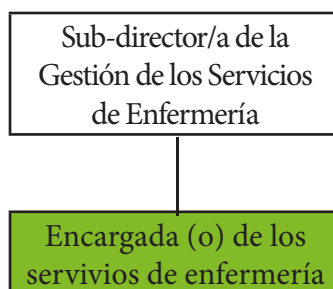 Sub-director/a de la
Gestión de los Servicios
de Enfermería
Encargada (o) de los
servivios de enfermería